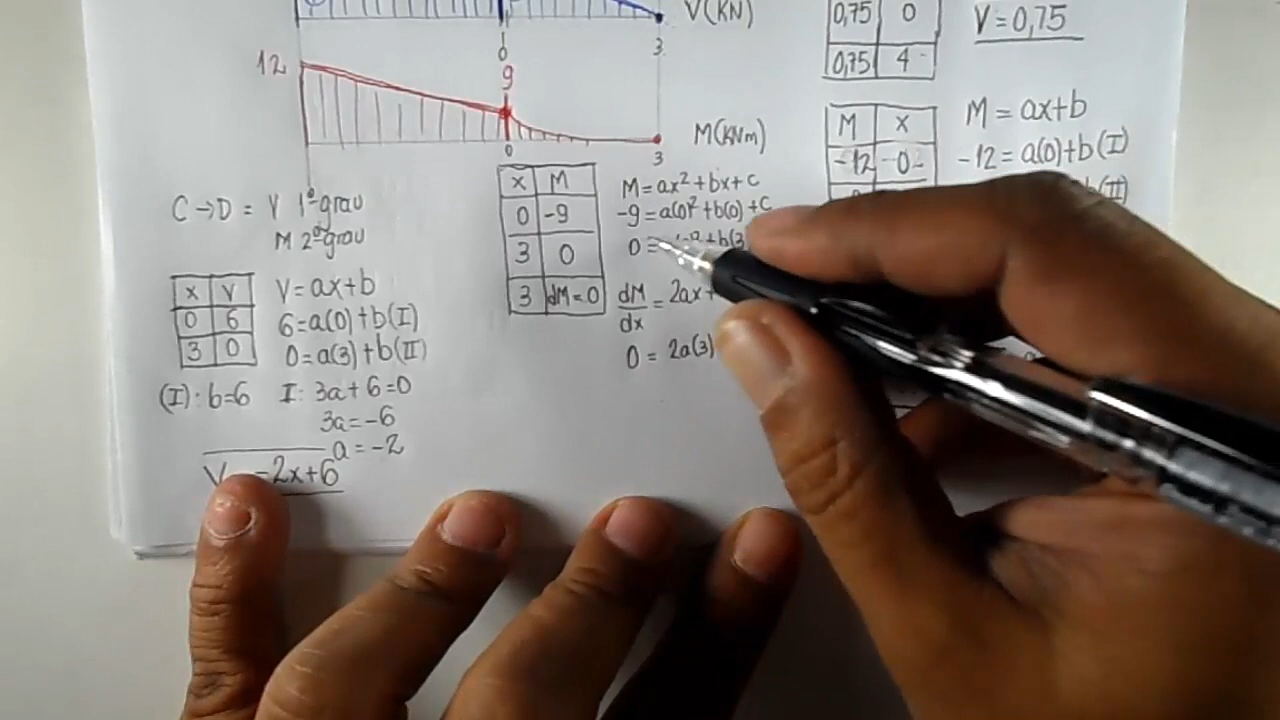 V(KN)
0
3
0,75 0
0,75 4
V = 0,75
12
9
0
3
M(KNm)
M X
-12 0
M = ax+b
-12 = a(0)+b(I)
(II)
C → D = V 1º grau
M 2º grau
X V
0 6
3 0
V = ax+b
6 = a(0)+b(I)
0 = a(3)+b(II)
(I): b=6 I: 3a+6=0
3a = -6
a = -2
-2x+6
X M
0 -9
3 0
3 dM=0
M = ax²+bx+c
-9 = a(0)²+b(0)+c
0 =
+b(3
dM/dx = 2ax+
0 = 2a(3)